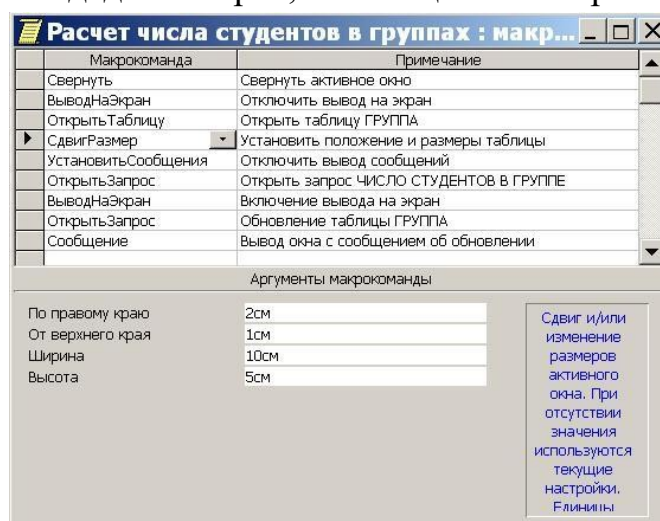 Расчет числа студентов в группах : макр...
Макрокоманда Примечание
Свернуть Свернуть активное окно
ВыводНаЭкран Отключить вывод на экран
ОткрытьТаблицу Открыть таблицу ГРУППА
СдвигРазмер Установить положение и размеры таблицы
УстановитьСообщения Отключить вывод сообщений
ОткрытьЗапрос Открыть запрос ЧИСЛО СТУДЕНТОВ В ГРУППЕ
ВыводНаЭкран Включение вывода на экран
ОткрытьЗапрос Обновление таблицы ГРУППА
Сообщение Вывод окна с сообщением об обновлении
Аргументы макрокоманды
По правому краю 2см
От верхнего края 1см
Ширина 10см
Высота 5см
Сдвиг и/или
изменение
размеров
активного
окна. При
отсутствии
значения
используются
текущие
настройки.
Единицы